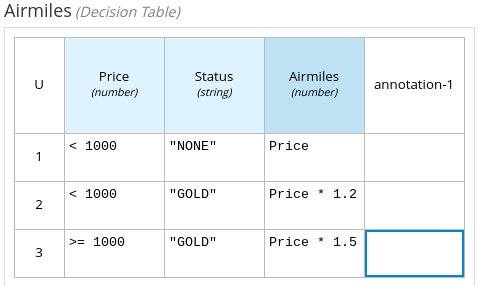 Airmiles (Decision Table)
U Price Status Airmiles annotation-1
(number) (string) (number)
1 < 1000 "NONE" Price
2 < 1000 "GOLD" Price * 1.2
3 >= 1000 "GOLD" Price * 1.5